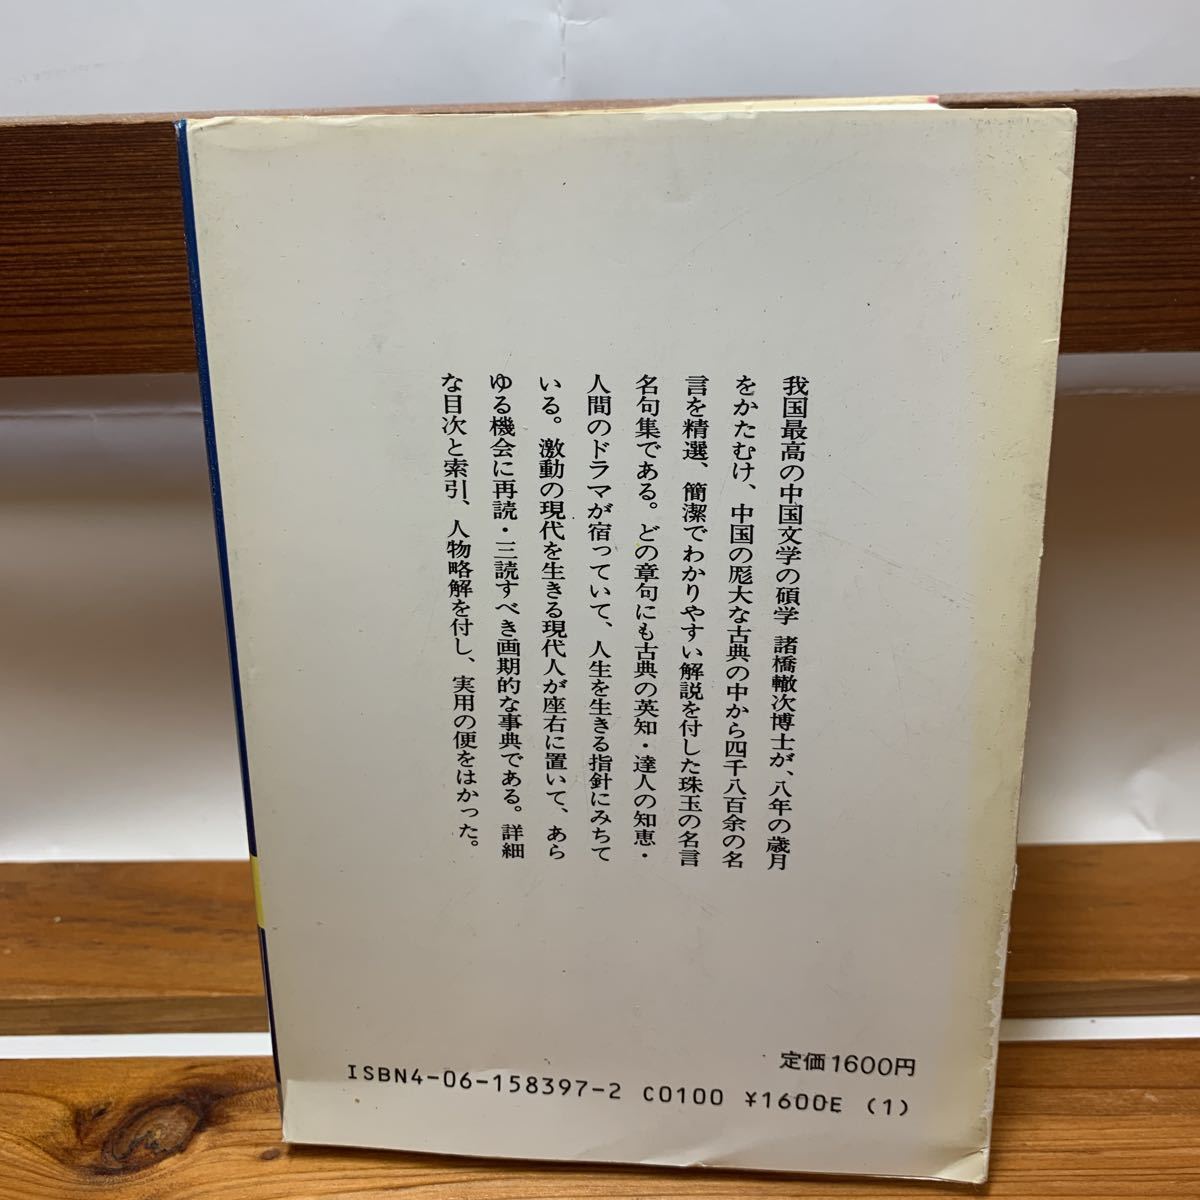 我国最高の中国文学の碩学 諸橋轍次博士が、八年の歳月
をかたむけ、中国の厖大な古典の中から四千八百余の名
言を精選、簡潔でわかりやすい解説を付した珠玉の名言
名句集である。どの章句にも古典の英知・達人の知恵・
人間のドラマが宿っていて、人生を生きる指針にみちて
いる。激動の現代を生きる現代人が座右に置いて、あら
ゆる機会に再読・三読すべき画期的な事典である。詳細
な目次と索引、人物略解を付し、実用の便をはかった。
定価1600円
ISBN4-06-158397-2 C0100 ¥1600E (1)